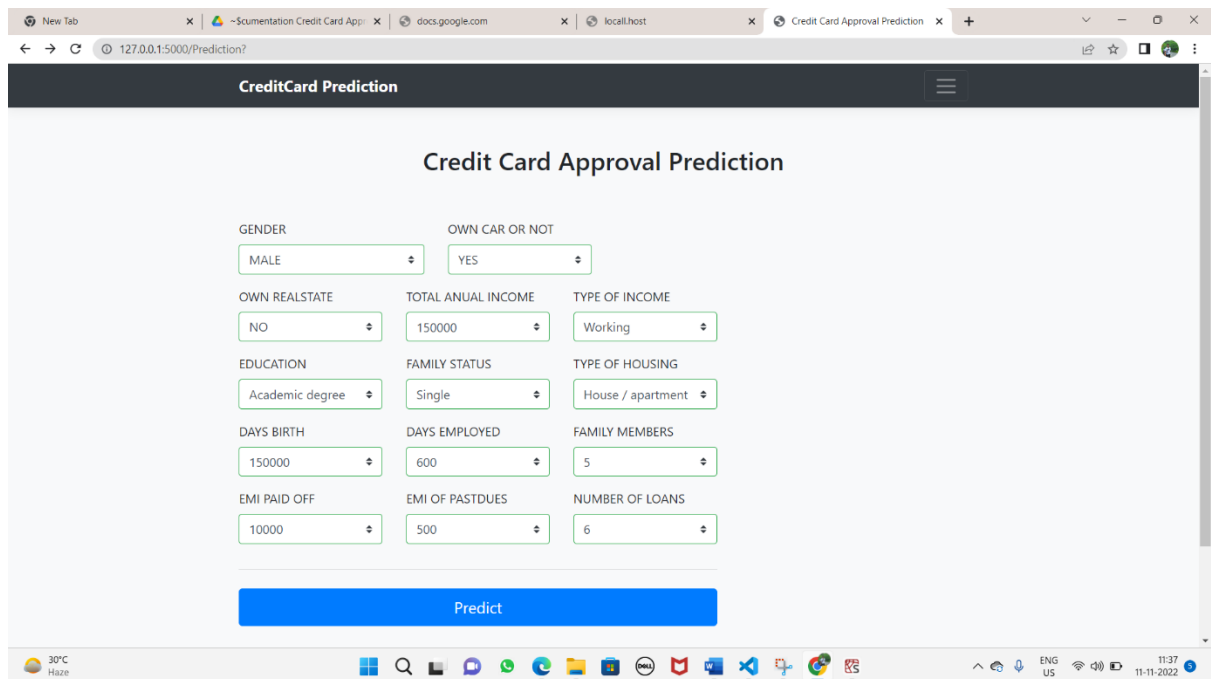 New Tab
~$cumentation Credit Card Appr
docs.google.com
locall.host
Credit Card Approval Prediction
127.0.0.1:5000/Prediction?
CreditCard Prediction
Credit Card Approval Prediction
GENDER OWN CAR OR NOT
MALE YES
OWN REALSTATE TOTAL ANUAL INCOME TYPE OF INCOME
NO 150000 Working
EDUCATION FAMILY STATUS TYPE OF HOUSING
Academic degree Single House / apartment
DAYS BIRTH DAYS EMPLOYED FAMILY MEMBERS
150000 600 5
EMI PAID OFF EMI OF PASTDUES NUMBER OF LOANS
10000 500 6
Predict
30°C
Haze
DELL
ENG
US
11:37
11-11-2022
5